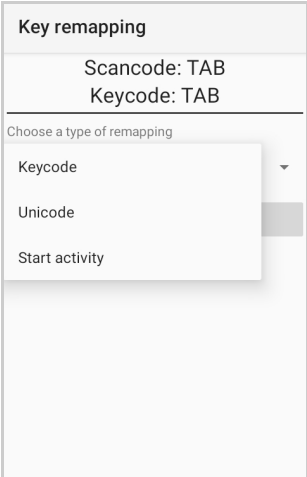 Key remapping
Scancode: TAB
Keycode: TAB
Choose a type of remapping
Keycode
Unicode
Start activity